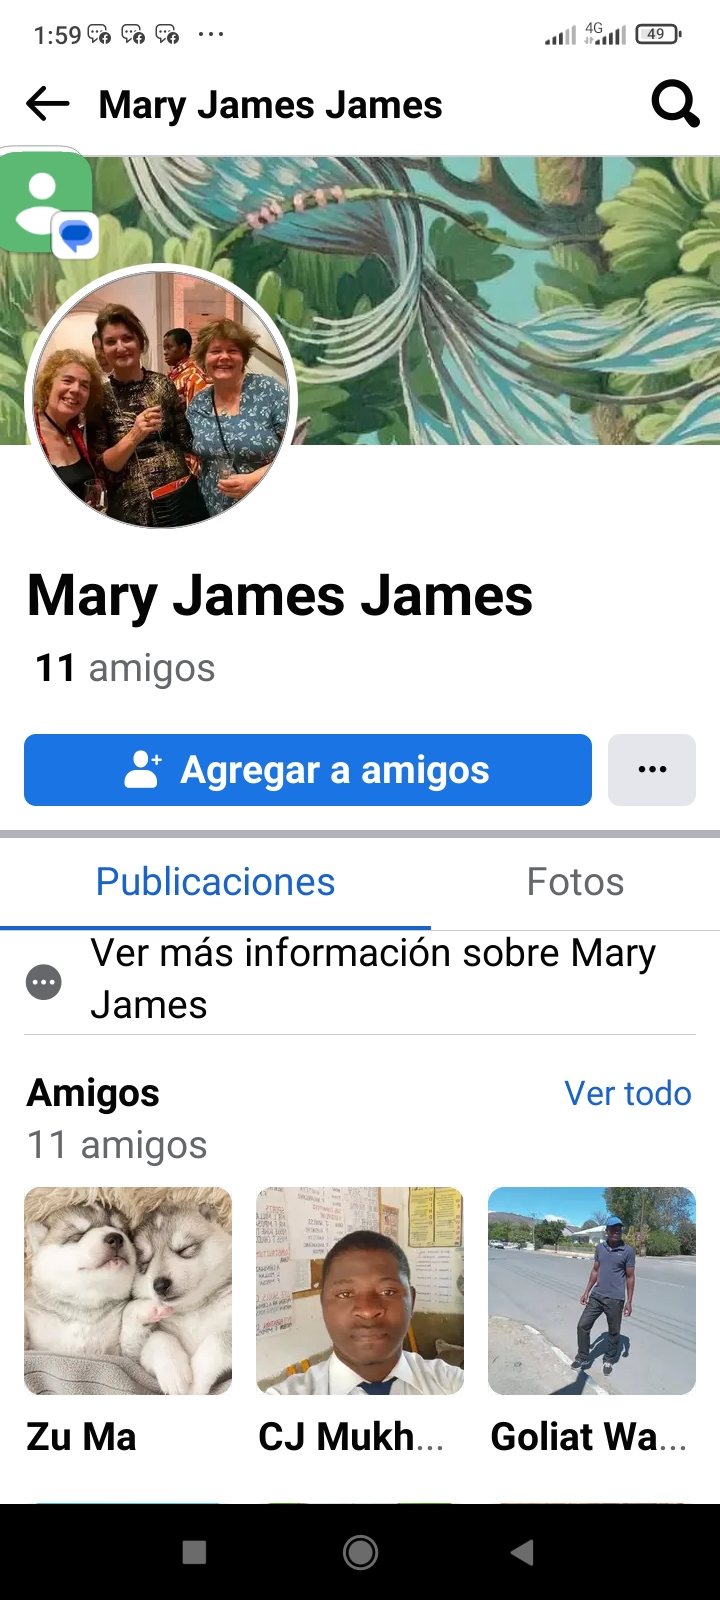 1:59
4G
49
Mary James James
Mary James James
11 amigos
Agregar a amigos
Publicaciones
Fotos
Ver más información sobre Mary
James
Amigos
Ver todo
11 amigos
Zu Ma
CJ Mukh...
Goliat Wa...